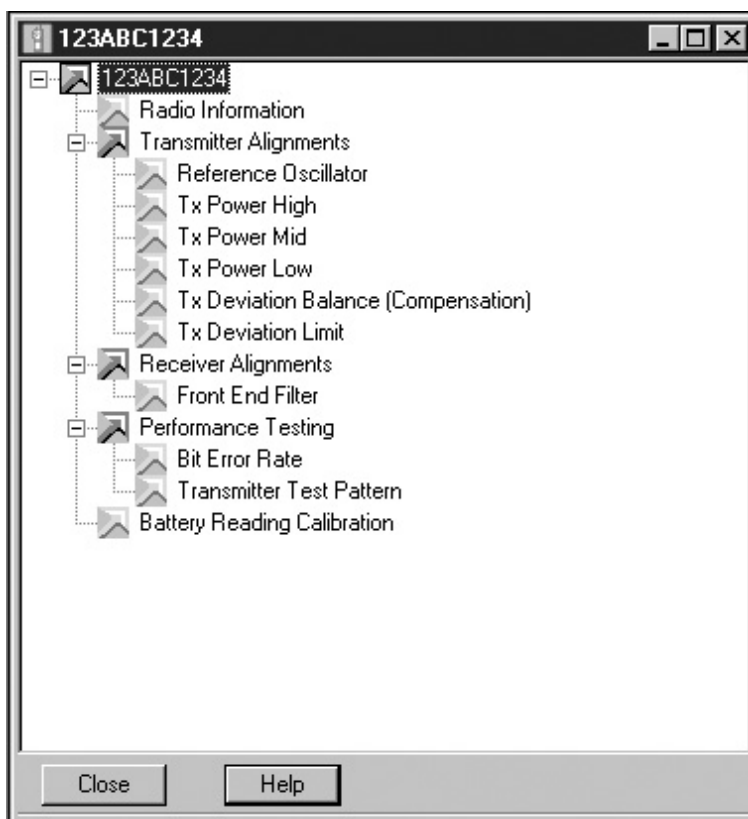 123ABC1234
123ABC1234
Radio Information
Transmitter Alignments
Reference Oscillator
Tx Power High
Tx Power Mid
Tx Power Low
Tx Deviation Balance (Compensation)
Tx Deviation Limit
Receiver Alignments
Front End Filter
Performance Testing
Bit Error Rate
Transmitter Test Pattern
Battery Reading Calibration
Close Help